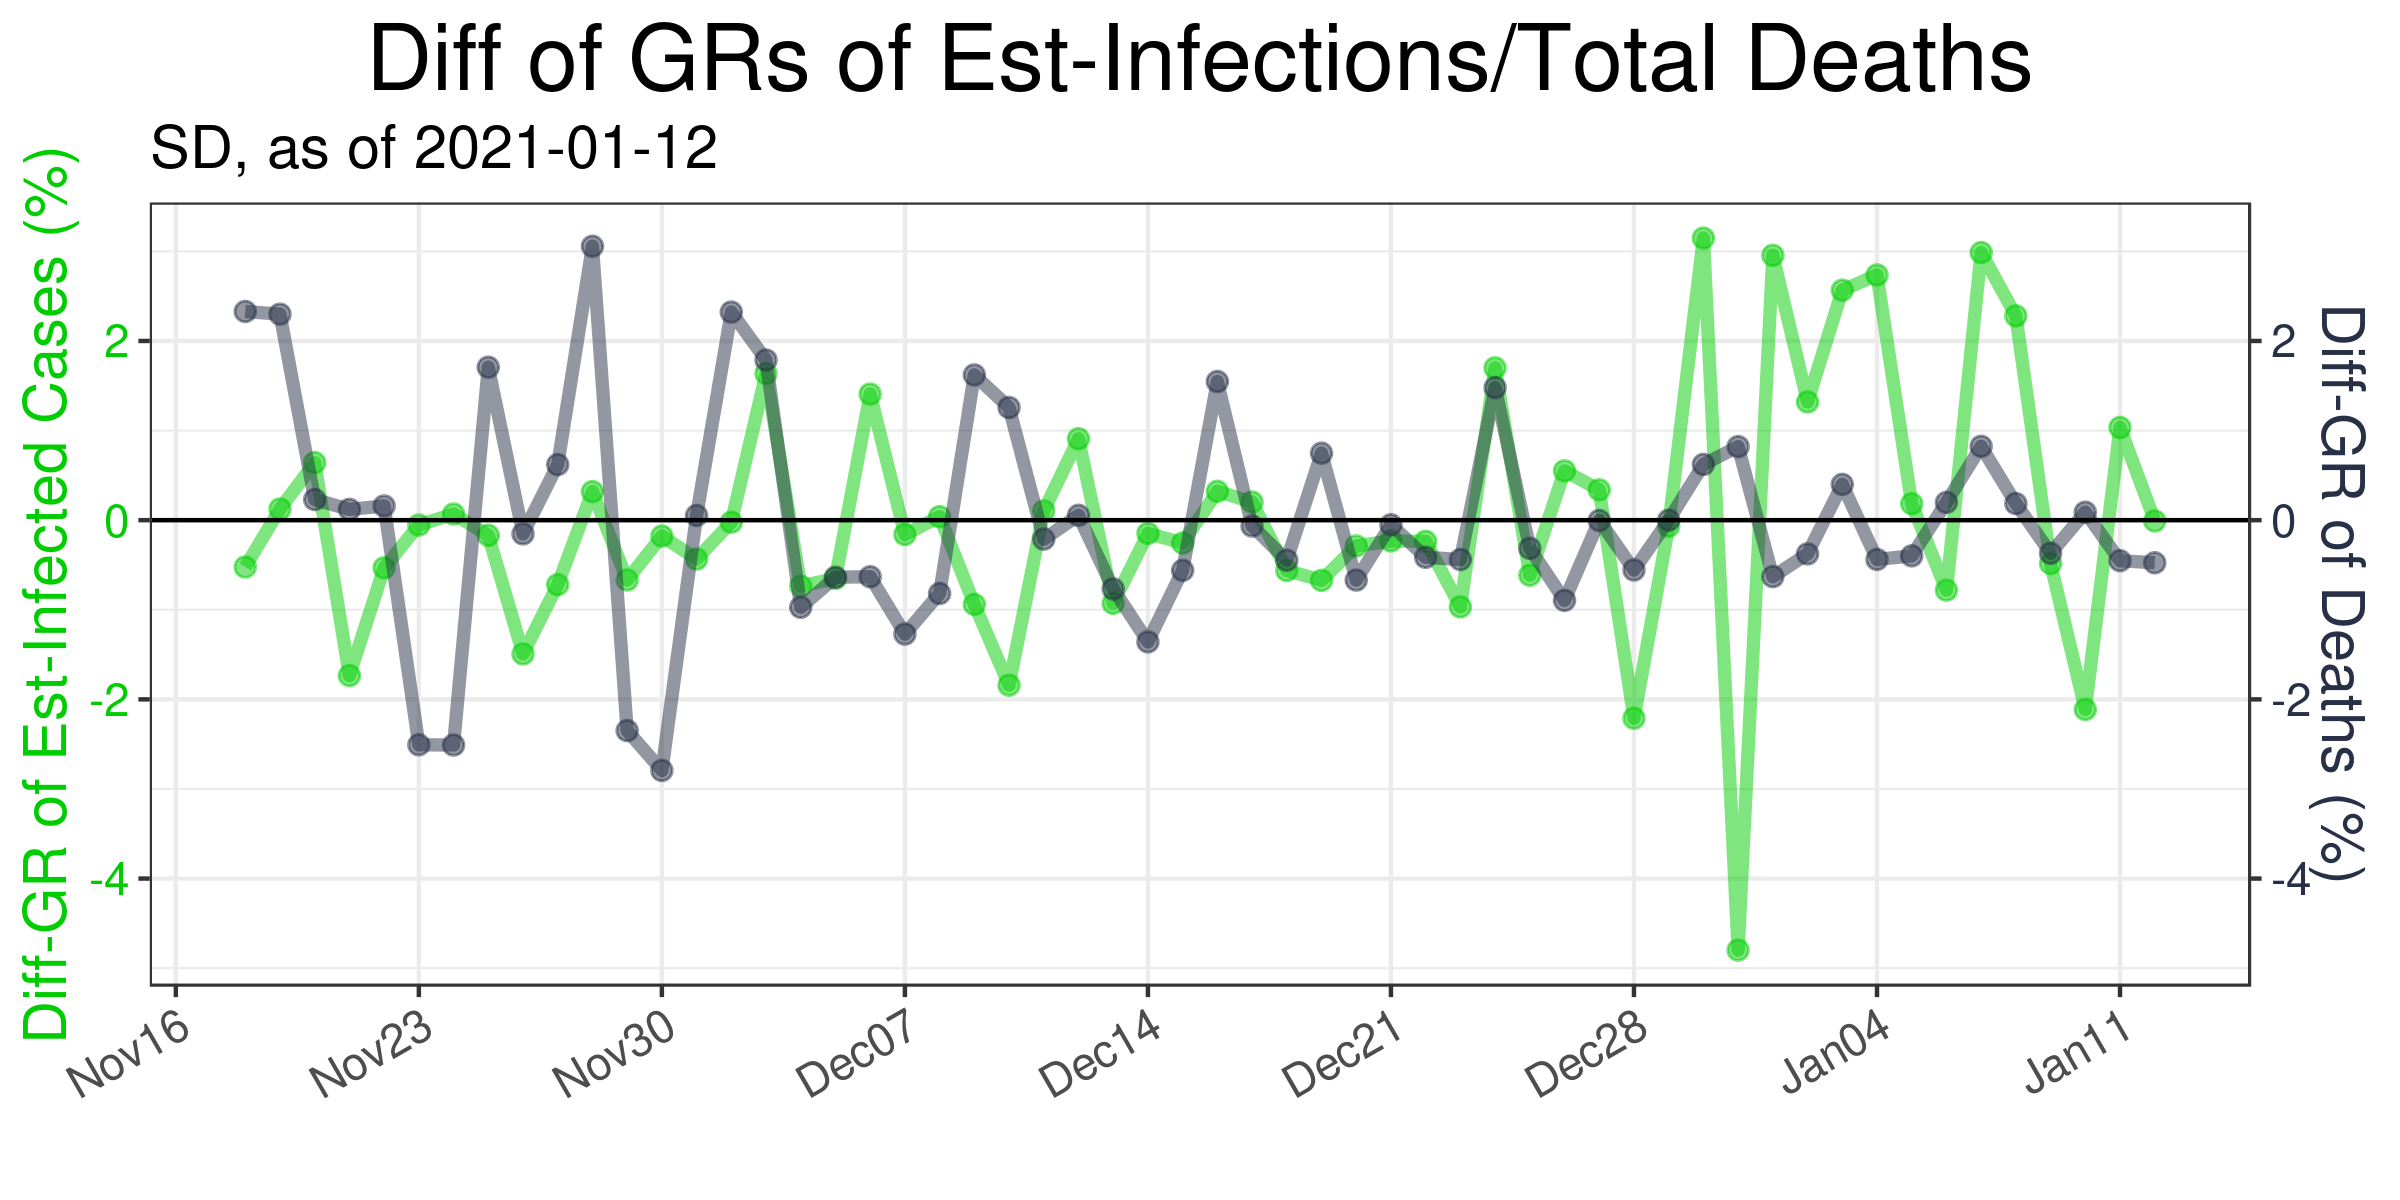 Diff of GRs of Est-Infections/Total Deaths
SD, as of 2021-01-12
Diff-GR of Est-Infected Cases (%)
2
0
-2
-4
2
0
-2
-4
Diff-GR of Deaths (%)
Nov16
Nov23
Nov30
Dec07
Dec14
Dec21
Dec28
Jan04
Jan11